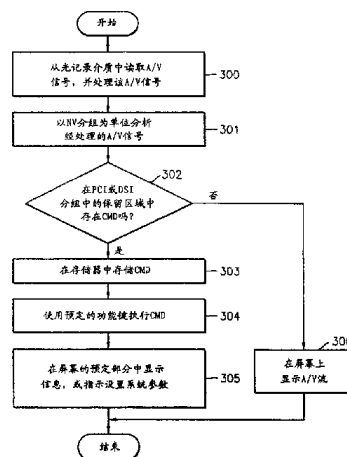 开始
从光记录介质中读取A/V
信号，并处理该A/V信号
300
以NV分组为单位分析
经处理的A/V信号
301
302
在PCI或DSI
分组中的保留区域中
存在CMD吗?
否
是
在存储器中存储CMD
303
使用预定的功能键执行CMD
304
在屏幕的预定部分中显示
信息，或指示设置系统参数
305
306
在屏幕上
显示A/V流
结束